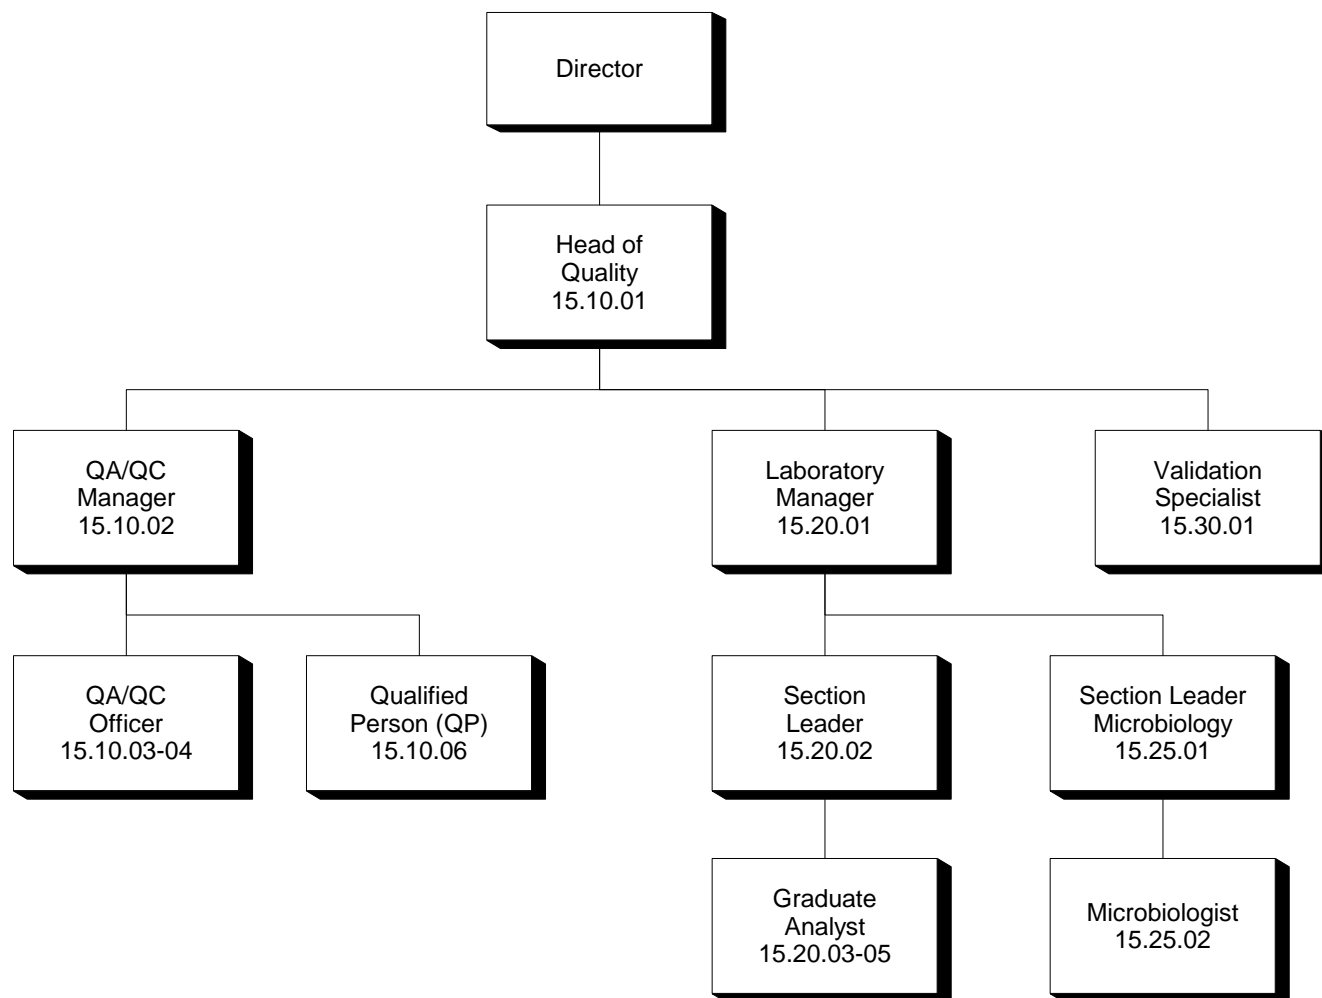 Director
Head of
Quality
15.10.01
QA/QC
Manager
15.10.02
Laboratory
Manager
15.20.01
Validation
Specialist
15.30.01
QA/QC
Officer
15.10.03-04
Qualified
Person (QP)
15.10.06
Section
Leader
15.20.02
Section Leader
Microbiology
15.25.01
Graduate
Analyst
15.20.03-05
Microbiologist
15.25.02